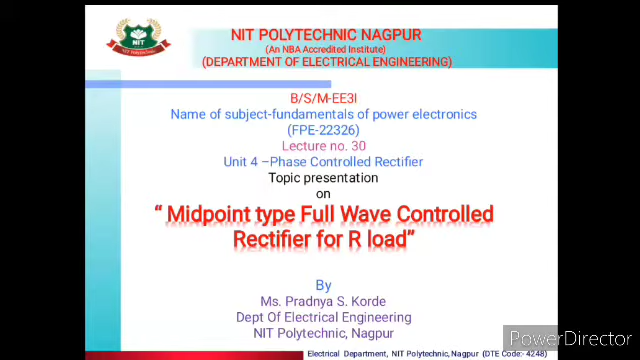 NIT POLYTECHNIC NAGPUR
(An NBA Accredited Institute)
(DEPARTMENT OF ELECTRICAL ENGINEERING)
NIT
B/S/M-EE3I
Name of subject-fundamentals of power electronics
(FPE-22326)
Lecture no. 30
Unit 4 –Phase Controlled Rectifier
Topic presentation
on
“ Midpoint type Full Wave Controlled
Rectifier for R load”
By
Ms. Pradnya S. Korde
Dept Of Electrical Engineering
NIT Polytechnic, Nagpur
PowerDirector
Electrical Department, NIT Polytechnic, Nagpur (DTE Code:- 4248)